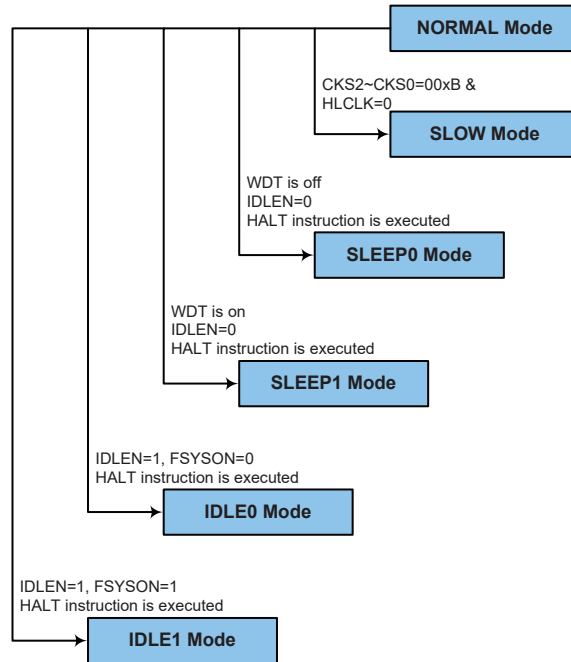 NORMAL Mode
CKS2~CKS0=00xB &
HLCLK=0
SLOW Mode
WDT is off
IDLEN=0
HALT instruction is executed
SLEEP0 Mode
WDT is on
IDLEN=0
HALT instruction is executed
SLEEP1 Mode
IDLEN=1, FSYSON=0
HALT instruction is executed
IDLE0 Mode
IDLEN=1, FSYSON=1
HALT instruction is executed
IDLE1 Mode